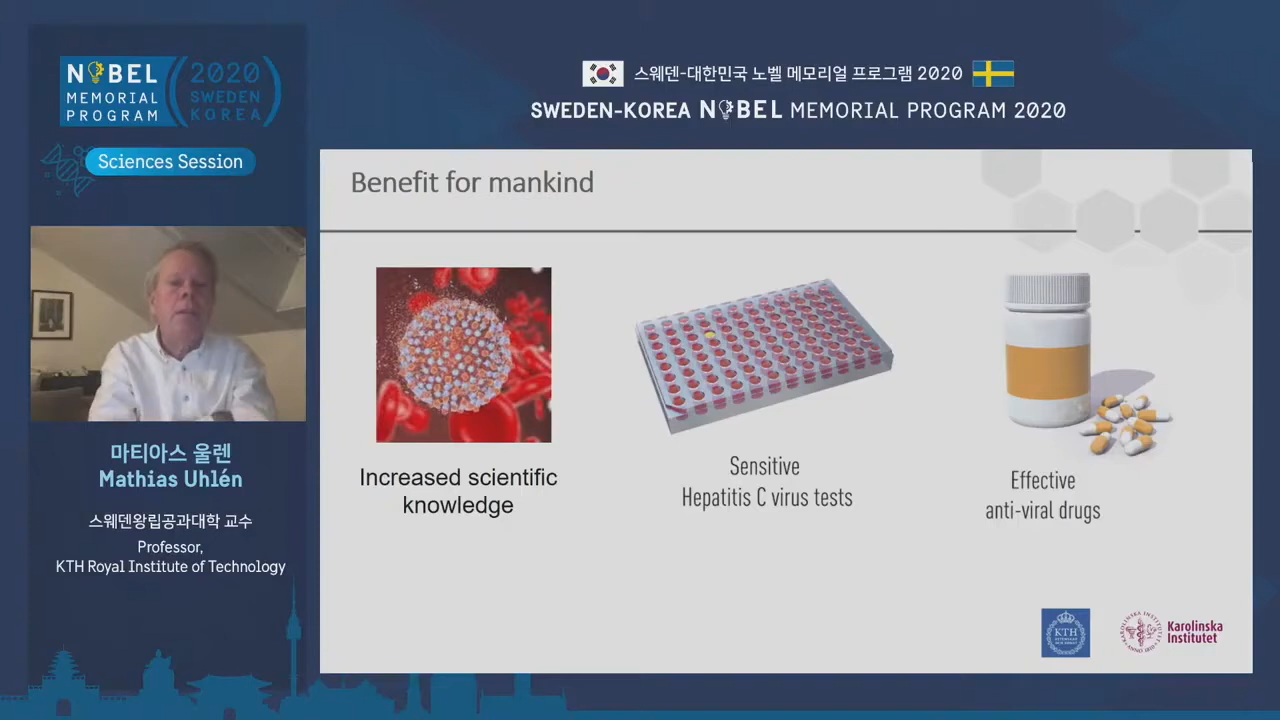 NOBEL
MEMORIAL
PROGRAM
2020
SWEDEN
KOREA
Sciences Session
스웨덴-대한민국 노벨 메모리얼 프로그램 2020
SWEDEN-KOREA NOBEL MEMORIAL PROGRAM 2020
마티아스 울렌
Mathias Uhlén
스웨덴왕립공과대학 교수
Professor,
KTH Royal Institute of Technology
Benefit for mankind
Increased scientific
knowledge
Sensitive
Hepatitis C virus tests
Effective
anti-viral drugs
KTH
Karolinska
Institutet